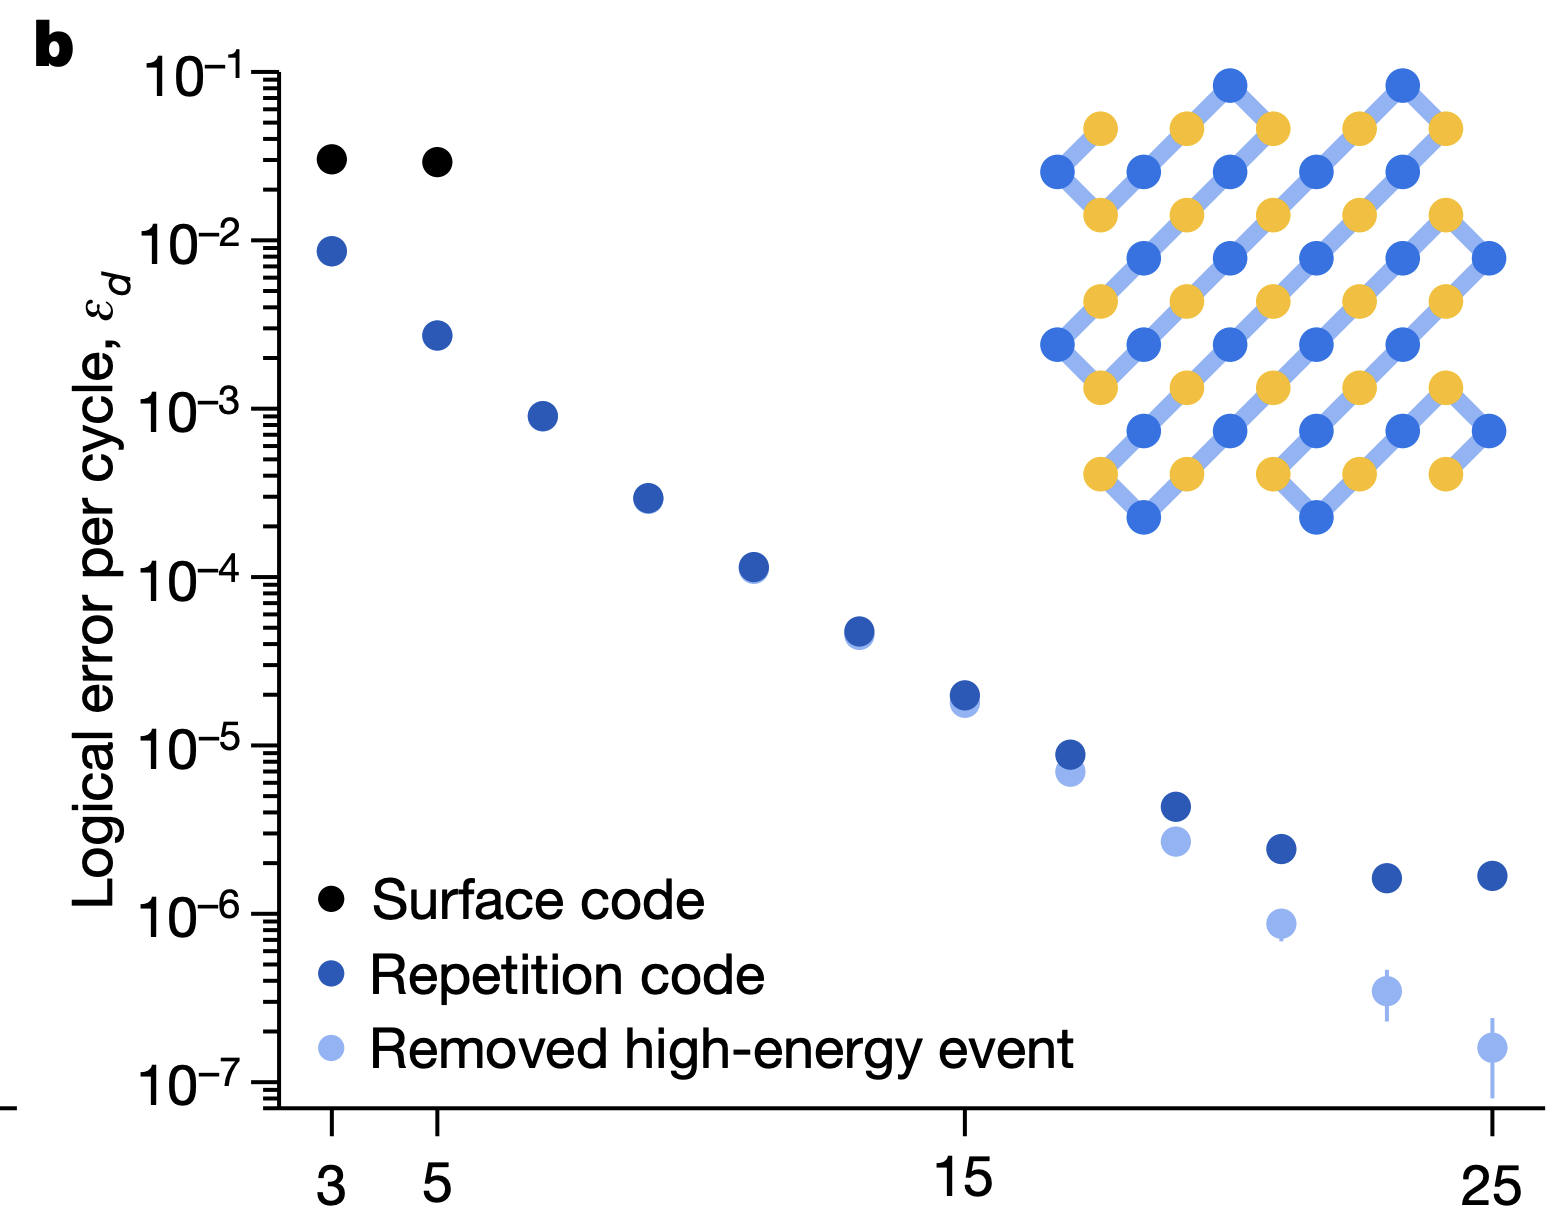 b
10⁻¹
10⁻²
10⁻³
10⁻⁴
10⁻⁵
10⁻⁶
10⁻⁷
Logical error per cycle, ε_d
Surface code
Repetition code
Removed high-energy event
3 5 15 25